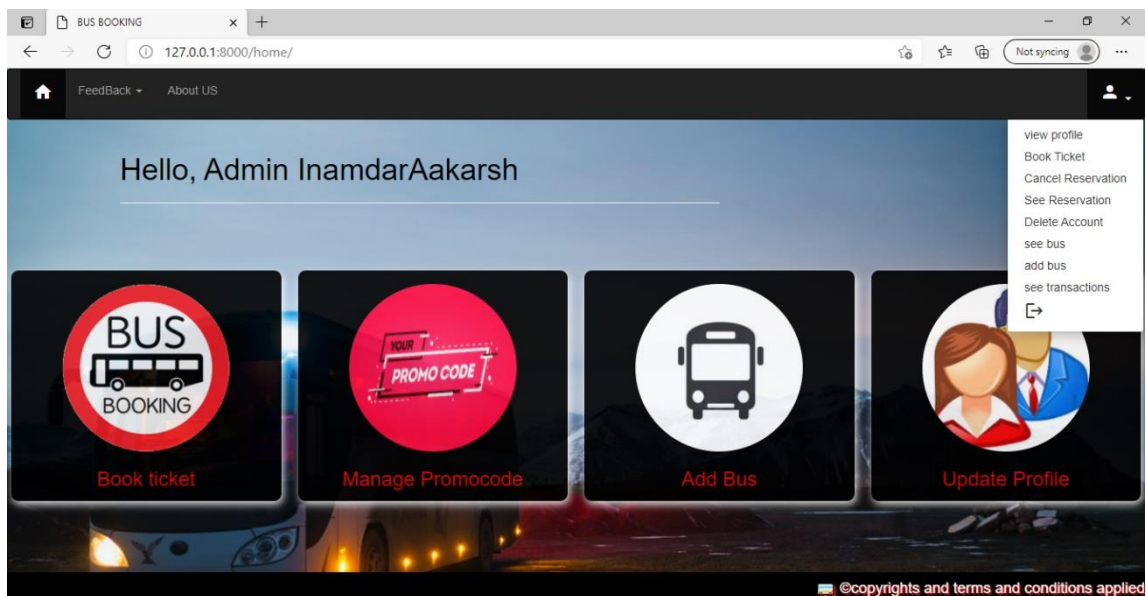 BUS BOOKING
127.0.0.1:8000/home/
Not syncing
FeedBack
About US
view profile
Book Ticket
Cancel Reservation
See Reservation
Delete Account
see bus
add bus
see transactions
Hello, Admin InamdarAakarsh
BUS
BOOKING
Book ticket
YOUR
PROMO CODE
Manage Promocode
Add Bus
Update Profile
©copyrights and terms and conditions applied